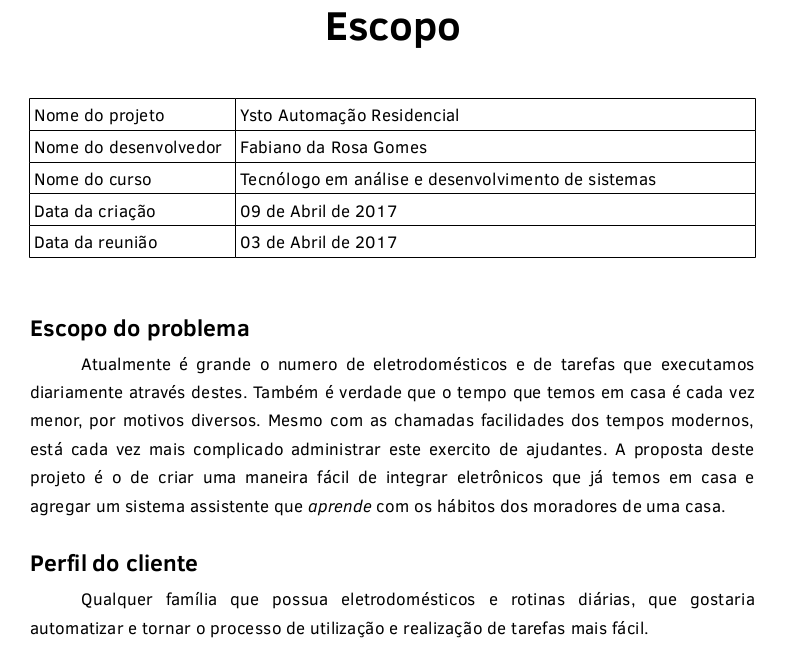 Escopo
Nome do projeto Ysto Automação Residencial
Nome do desenvolvedor Fabiano da Rosa Gomes
Nome do curso Tecnólogo em análise e desenvolvimento de sistemas
Data da criação 09 de Abril de 2017
Data da reunião 03 de Abril de 2017
Escopo do problema
Atualmente é grande o numero de eletrodomésticos e de tarefas que executamos
diariamente através destes. Também é verdade que o tempo que temos em casa é cada vez
menor, por motivos diversos. Mesmo com as chamadas facilidades dos tempos modernos,
está cada vez mais complicado administrar este exercito de ajudantes. A proposta deste
projeto é o de criar uma maneira fácil de integrar eletrônicos que já temos em casa e
agregar um sistema assistente que aprende com os hábitos dos moradores de uma casa.
Perfil do cliente
Qualquer família que possua eletrodomésticos e rotinas diárias, que gostaria
automatizar e tornar o processo de utilização e realização de tarefas mais fácil.